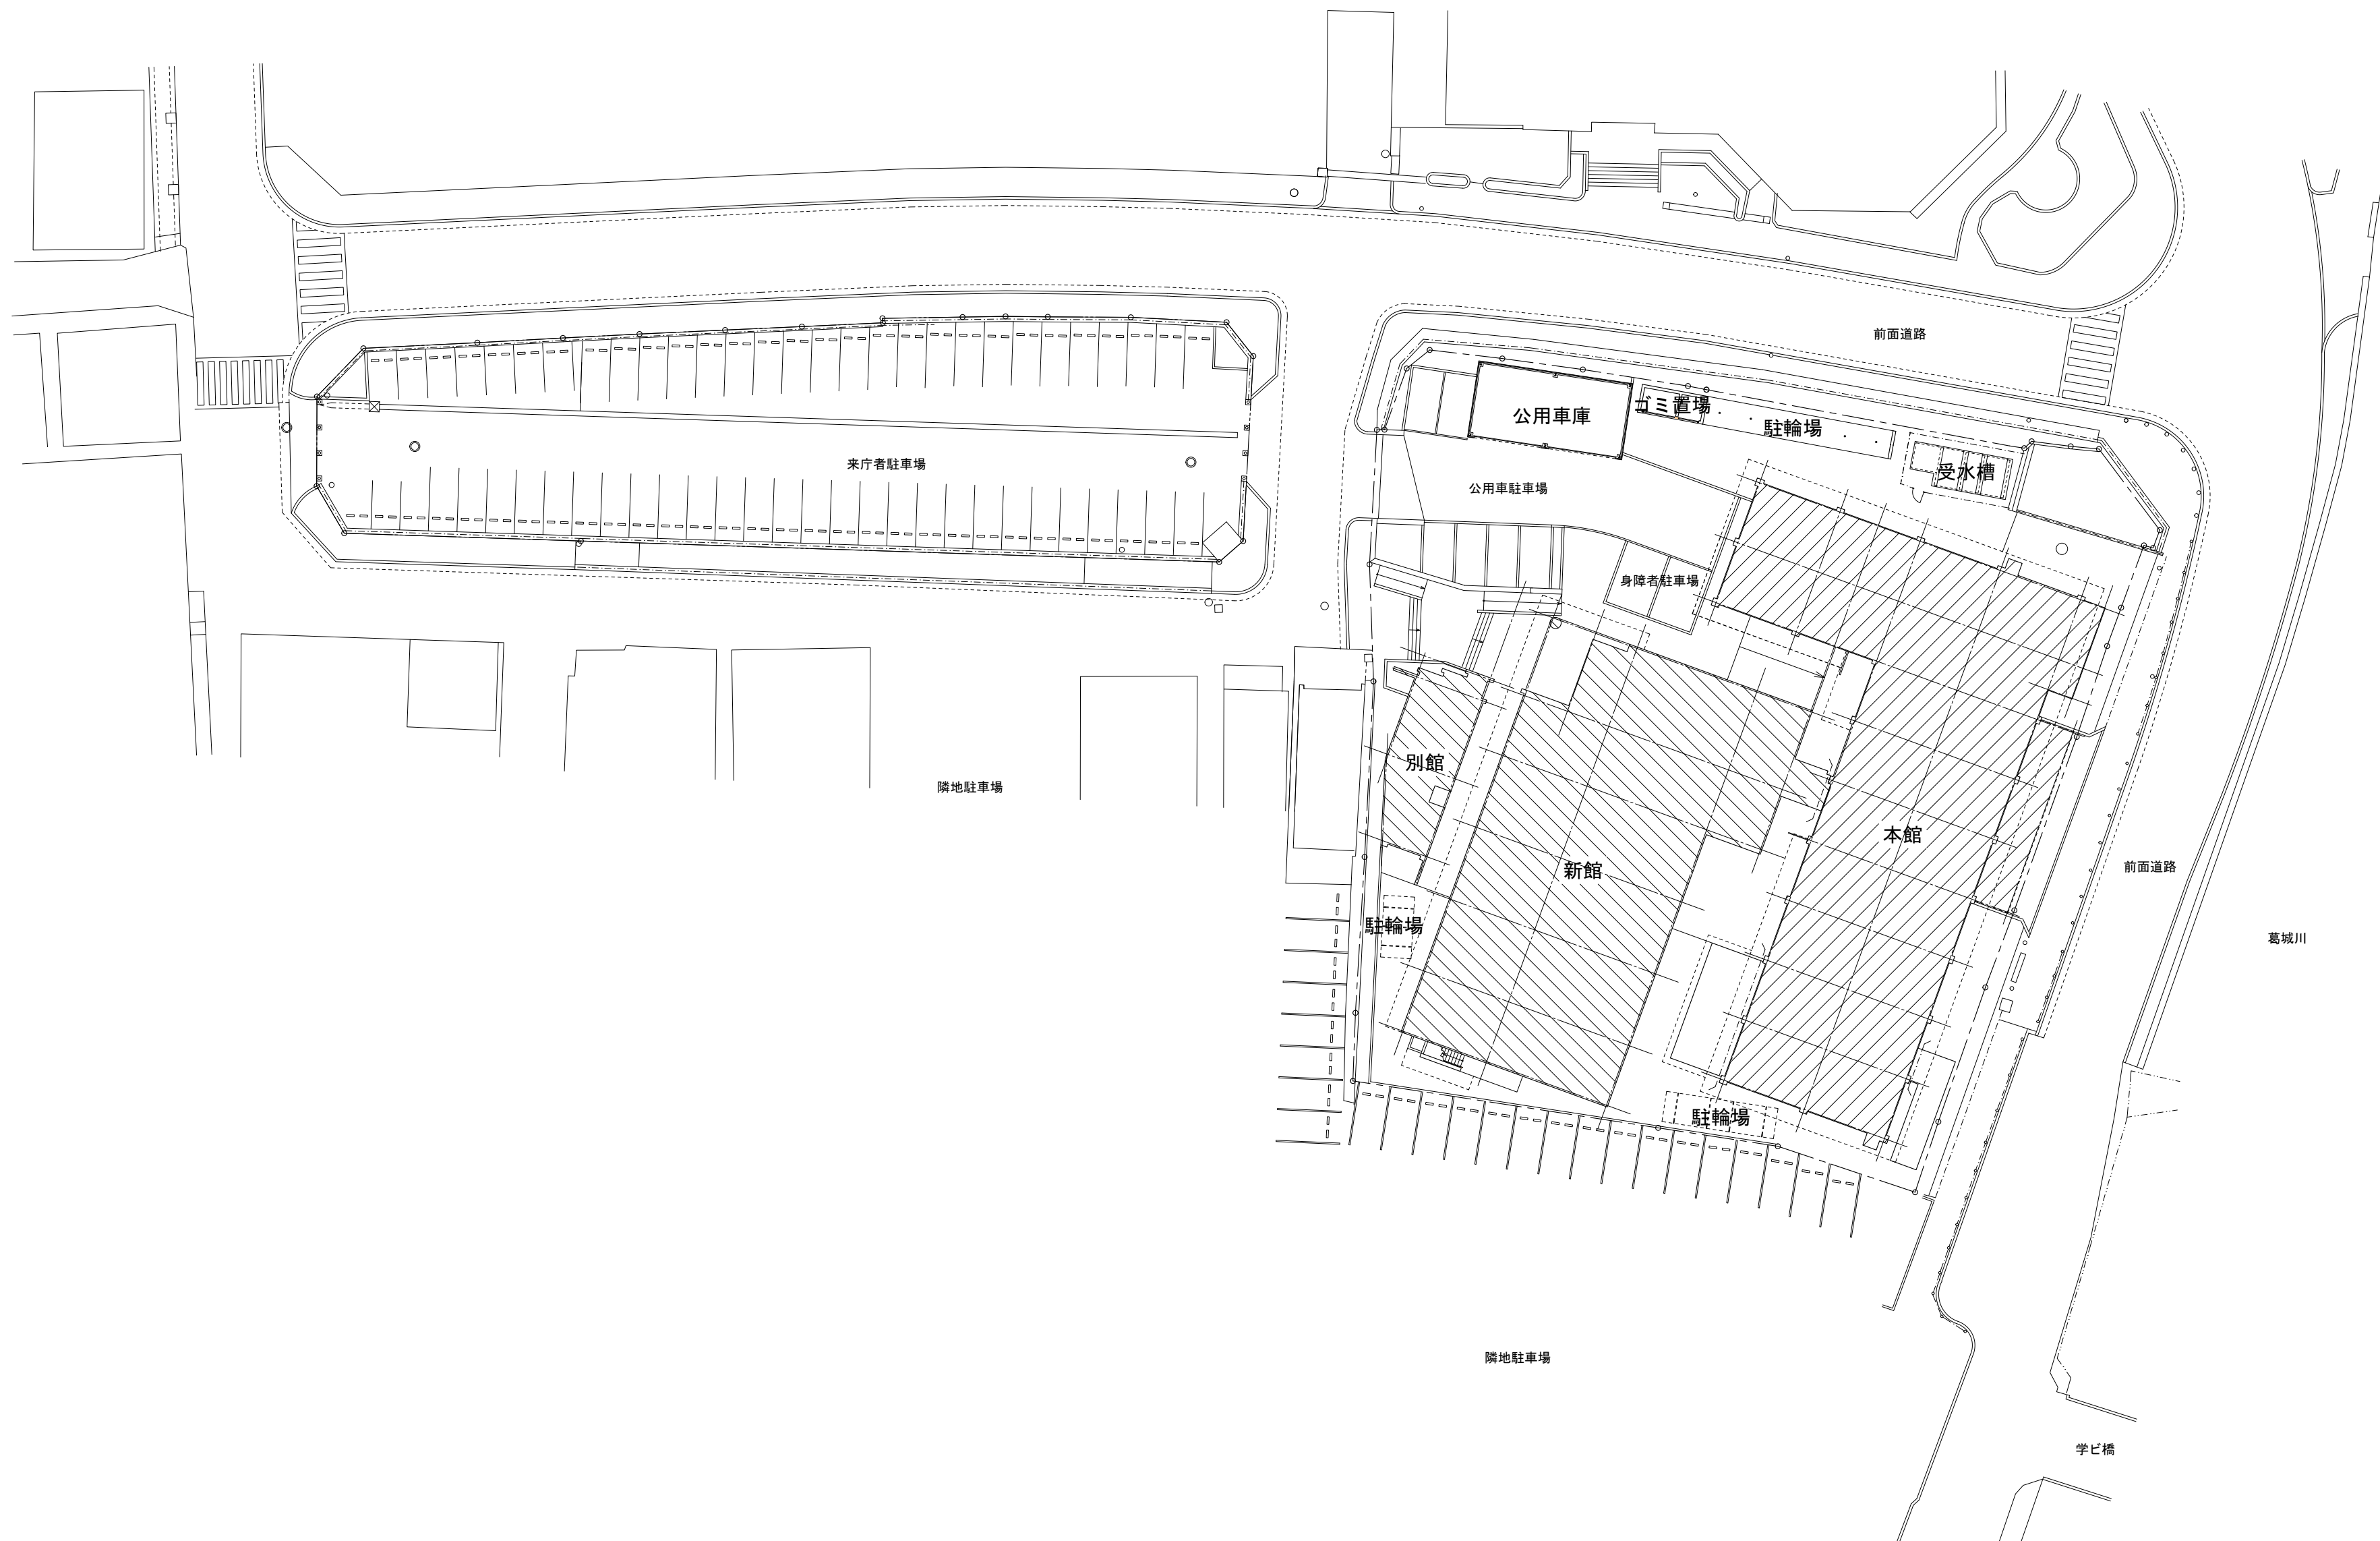 前面道路
ゴミ置場
公用車庫
駐輪場
来庁者駐車場
受水槽
公用車駐車場
身障者駐車場
別館
隣地駐車場
本館
新館
前面道路
駐輪場
葛城川
駐輪場
隣地駐車場
学ビ橋